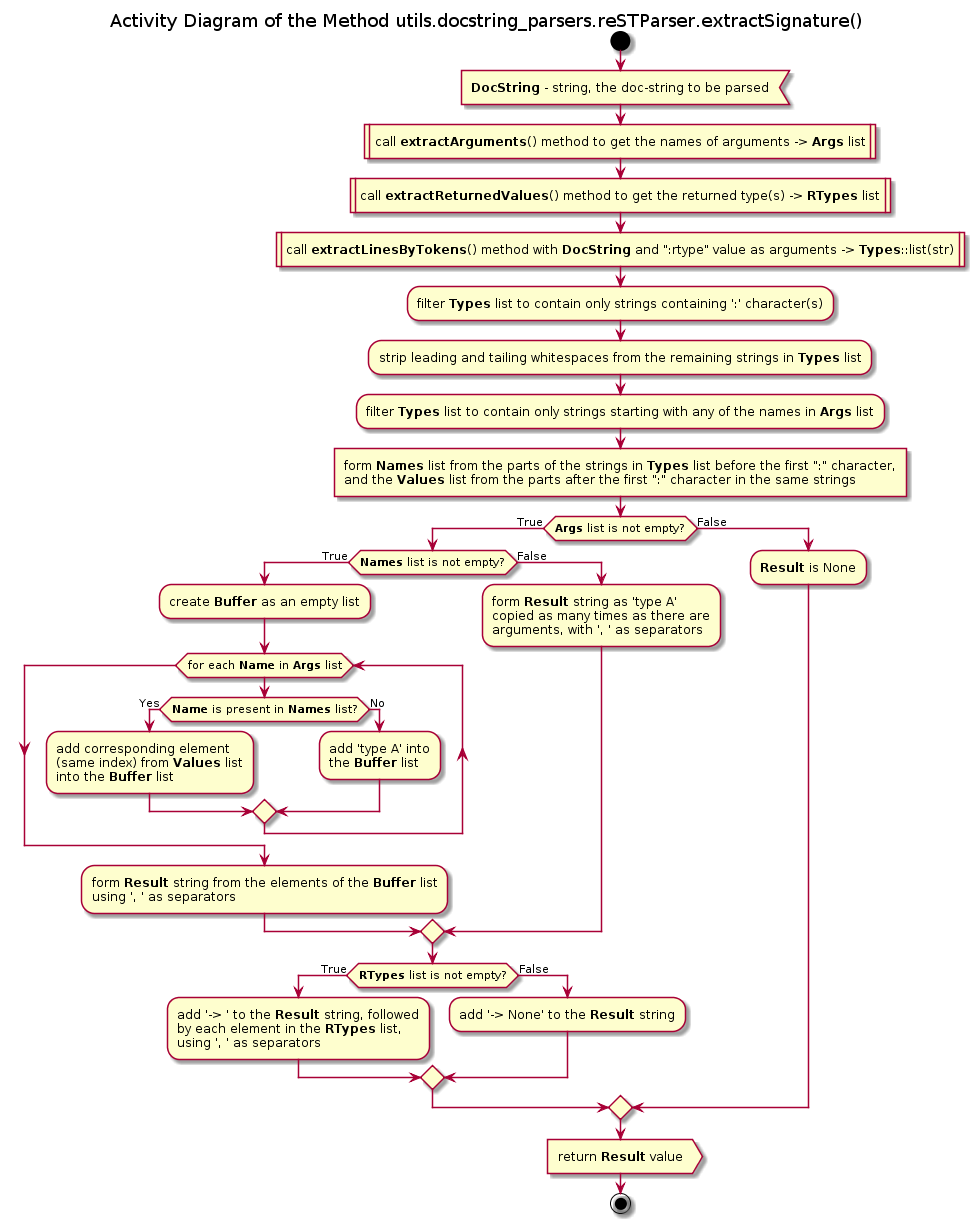 Activity Diagram of the Method utils.docstring_parsers.reSTParser.extractSignature()
DocString - string, the doc-string to be parsed
call extractArguments() method to get the names of arguments -> Args list
call extractReturnedValues() method to get the returned type(s) -> RTypes list
call extractLinesByTokens() method with DocString and ":rtype" value as arguments -> Types::list(str)
filter Types list to contain only strings containing ':' character(s)
strip leading and tailing whitespaces from the remaining strings in Types list
filter Types list to contain only strings starting with any of the names in Args list
form Names list from the parts of the strings in Types list before the first ":" character,
and the Values list from the parts after the first ":" character in the same strings
True
Args list is not empty?
False
True
Names list is not empty?
False
Result is None
create Buffer as an empty list
form Result string as 'type A'
copied as many times as there are
arguments, with ', ' as separators
for each Name in Args list
Yes
Name is present in Names list?
No
add corresponding element
(same index) from Values list
into the Buffer list
add 'type A' into
the Buffer list
form Result string from the elements of the Buffer list
using ', ' as separators
True
RTypes list is not empty?
False
add '-> ' to the Result string, followed
by each element in the RTypes list,
using ', ' as separators
add '-> None' to the Result string
return Result value